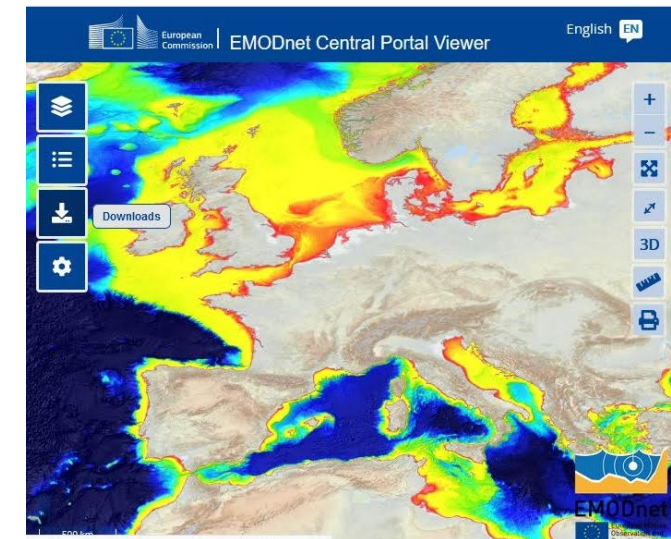 European
Commission
EMODnet Central Portal Viewer
English EN
+
−
Downloads
3D
500 km
EMODnet